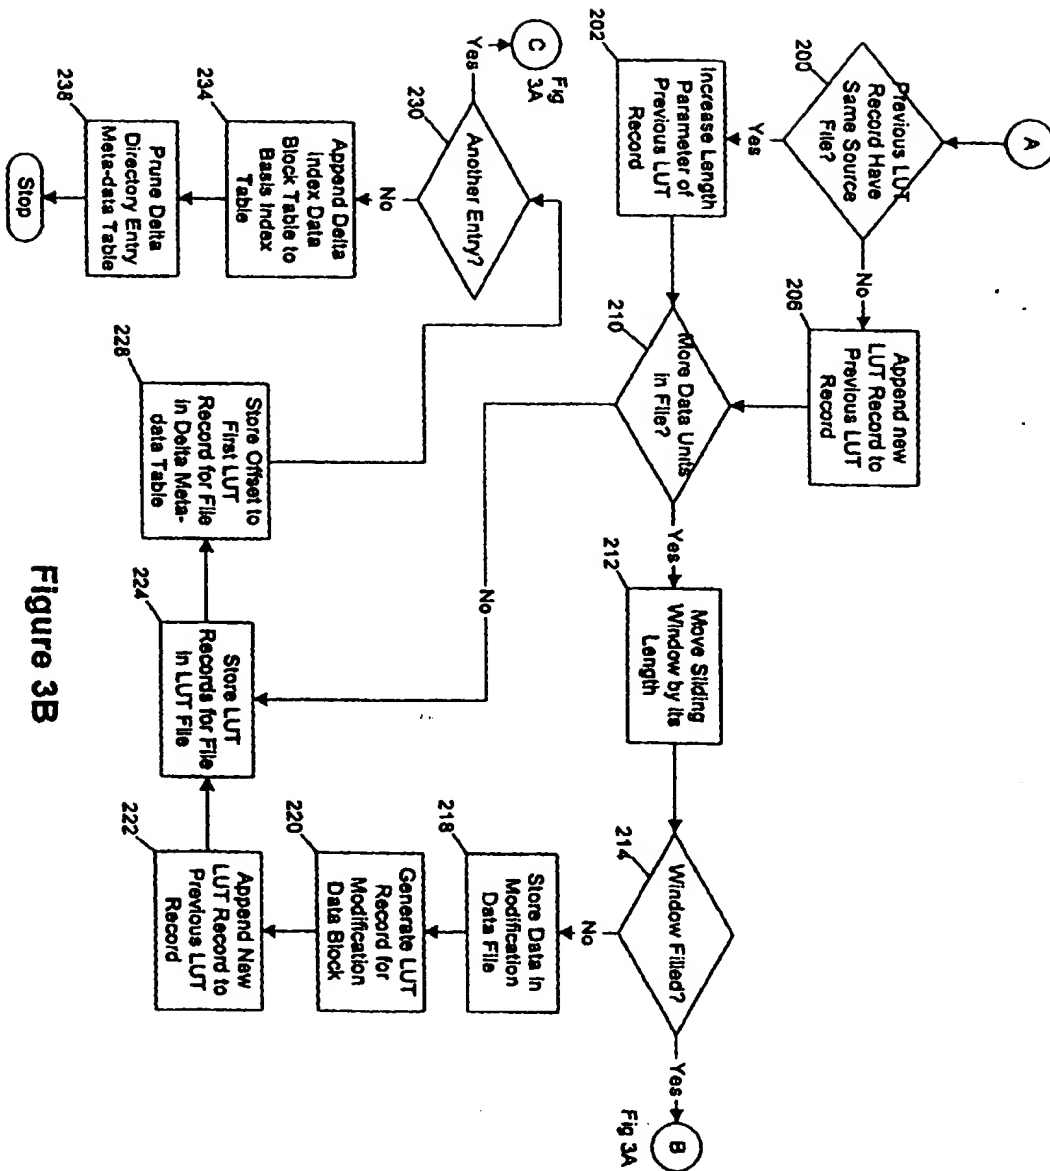 A
200
Previous LUT
Record Have
Same Source
File?
Yes
No
202
Increase Length
Parameter of
Previous LUT
Record
206
Append new
LUT Record to
Previous LUT
Record
210
More Data Units
in File?
Yes
No
212
Move Sliding
Window by Its
Length
214
Window Filled?
Yes
B
Fig 3A
No
218
Store Data in
Modification
Data File
220
Generate LUT
Record for
Modification
Data Block
222
Append New
LUT Record to
Previous LUT
Record
224
Store LUT
Records for File
in LUT File
228
Store Offset to
First LUT
Record for File
in Delta Meta-
data Table
230
Another Entry?
Yes
C
Fig
3A
No
234
Append Delta
Index Data
Block Table to
Basis Index
Table
238
Prune Delta
Directory Entry
Meta-data Table
Stop
Figure 3B